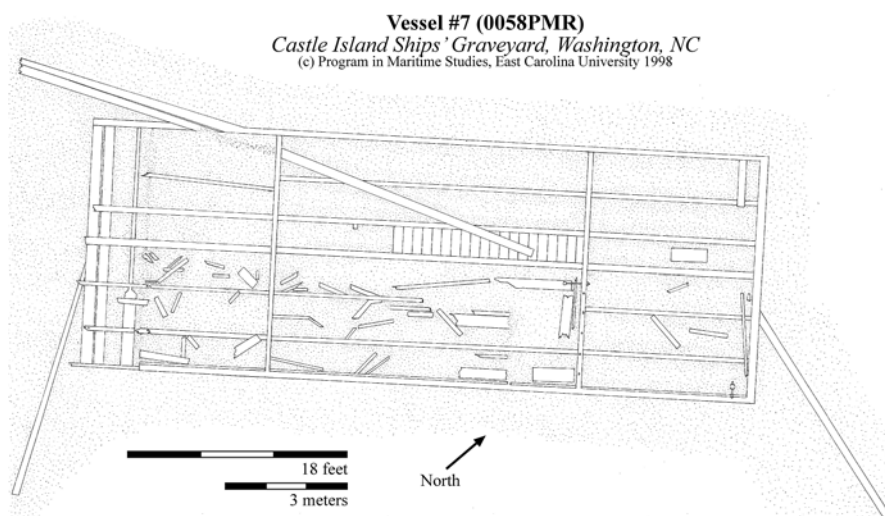 Vessel #7 (0058PMR)
Castle Island Ships' Graveyard, Washington, NC
(c) Program in Maritime Studies, East Carolina University 1998
18 feet
3 meters
North